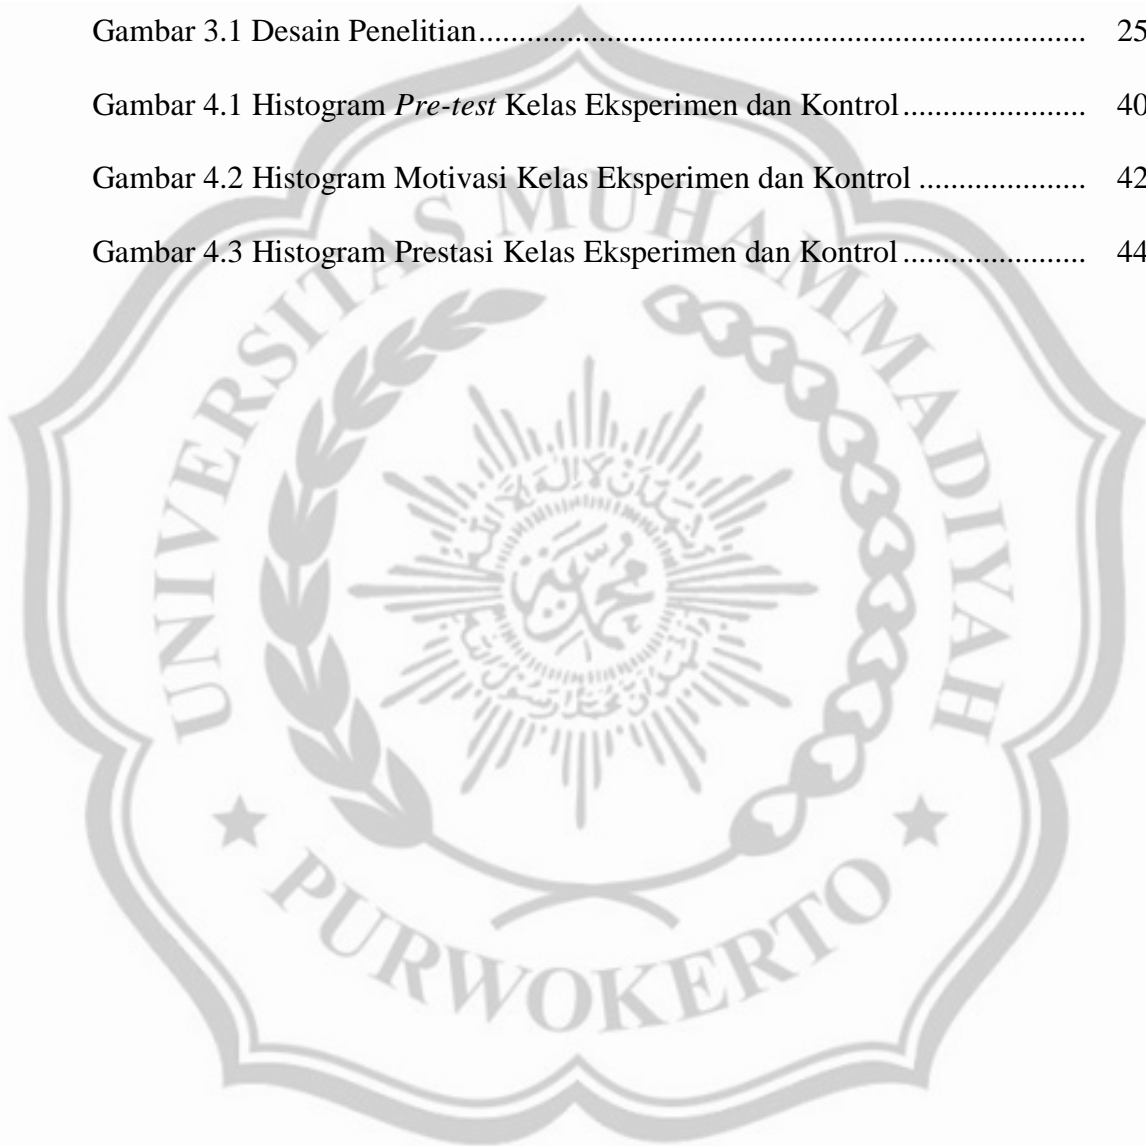 Gambar 3.1 Desain Penelitian............................................................................ 25
Gambar 4.1 Histogram Pre-test Kelas Eksperimen dan Kontrol....................... 40
Gambar 4.2 Histogram Motivasi Kelas Eksperimen dan Kontrol ..................... 42
Gambar 4.3 Histogram Prestasi Kelas Eksperimen dan Kontrol....................... 44
UNIVERSITAS MUHAMMADIYAH
محمدية
PURWOKERTO